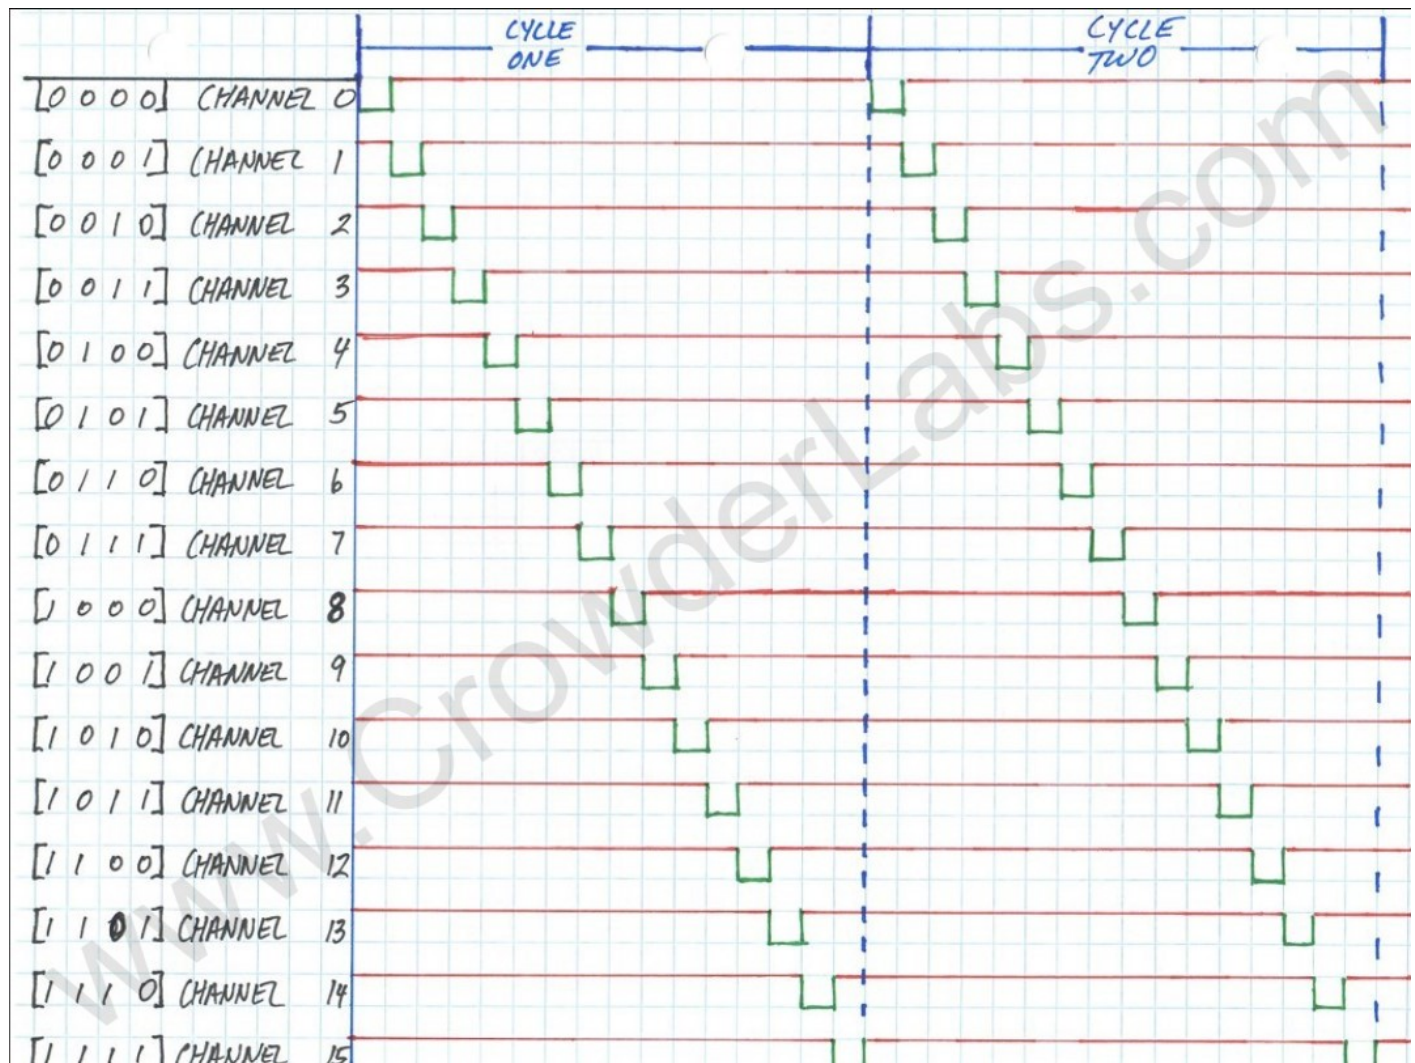 CYCLE ONE
CYCLE TWO
[0 0 0 0] CHANNEL 0
[0 0 0 1] CHANNEL 1
[0 0 1 0] CHANNEL 2
[0 0 1 1] CHANNEL 3
[0 1 0 0] CHANNEL 4
[0 1 0 1] CHANNEL 5
[0 1 1 0] CHANNEL 6
[0 1 1 1] CHANNEL 7
[1 0 0 0] CHANNEL 8
[1 0 0 1] CHANNEL 9
[1 0 1 0] CHANNEL 10
[1 0 1 1] CHANNEL 11
[1 1 0 0] CHANNEL 12
[1 1 0 1] CHANNEL 13
[1 1 1 0] CHANNEL 14
[1 1 1 1] CHANNEL 15
www.CrowderLabs.com